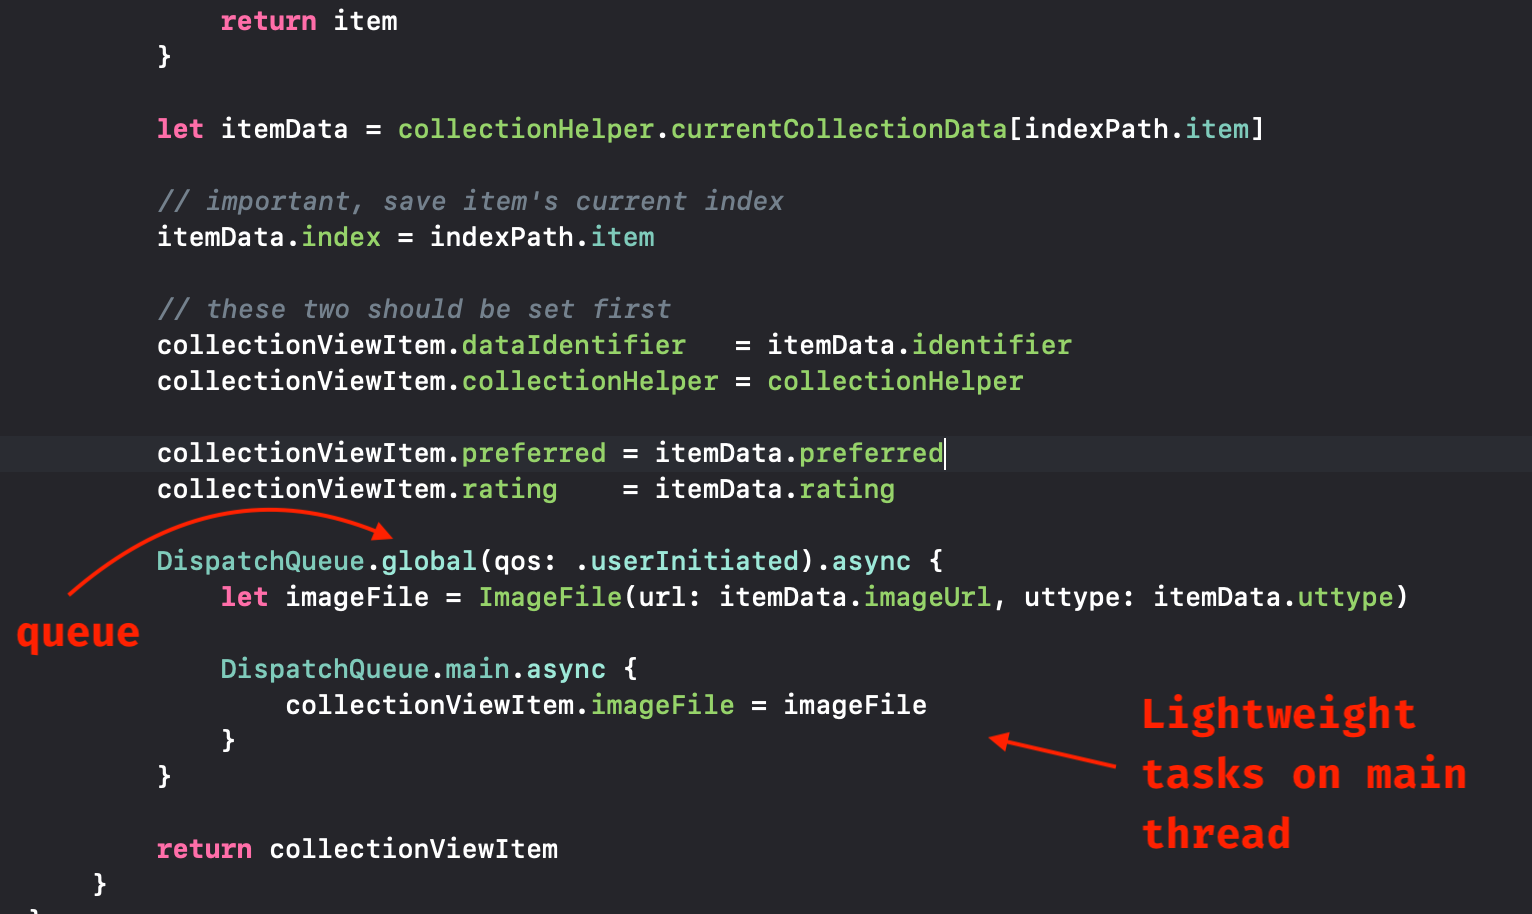 return item
}
let itemData = collectionHelper.currentCollectionData[indexPath.item]
// important, save item's current index
itemData.index = indexPath.item
// these two should be set first
collectionViewItem.dataIdentifier   = itemData.identifier
collectionViewItem.collectionHelper = collectionHelper
collectionViewItem.preferred = itemData.preferred
collectionViewItem.rating    = itemData.rating
DispatchQueue.global(qos: .userInitiated).async {
let imageFile = ImageFile(url: itemData.imageUrl, uttype: itemData.uttype)
queue
DispatchQueue.main.async {
collectionViewItem.imageFile = imageFile
}
}
Lightweight
tasks on main
thread
return collectionViewItem
}
}